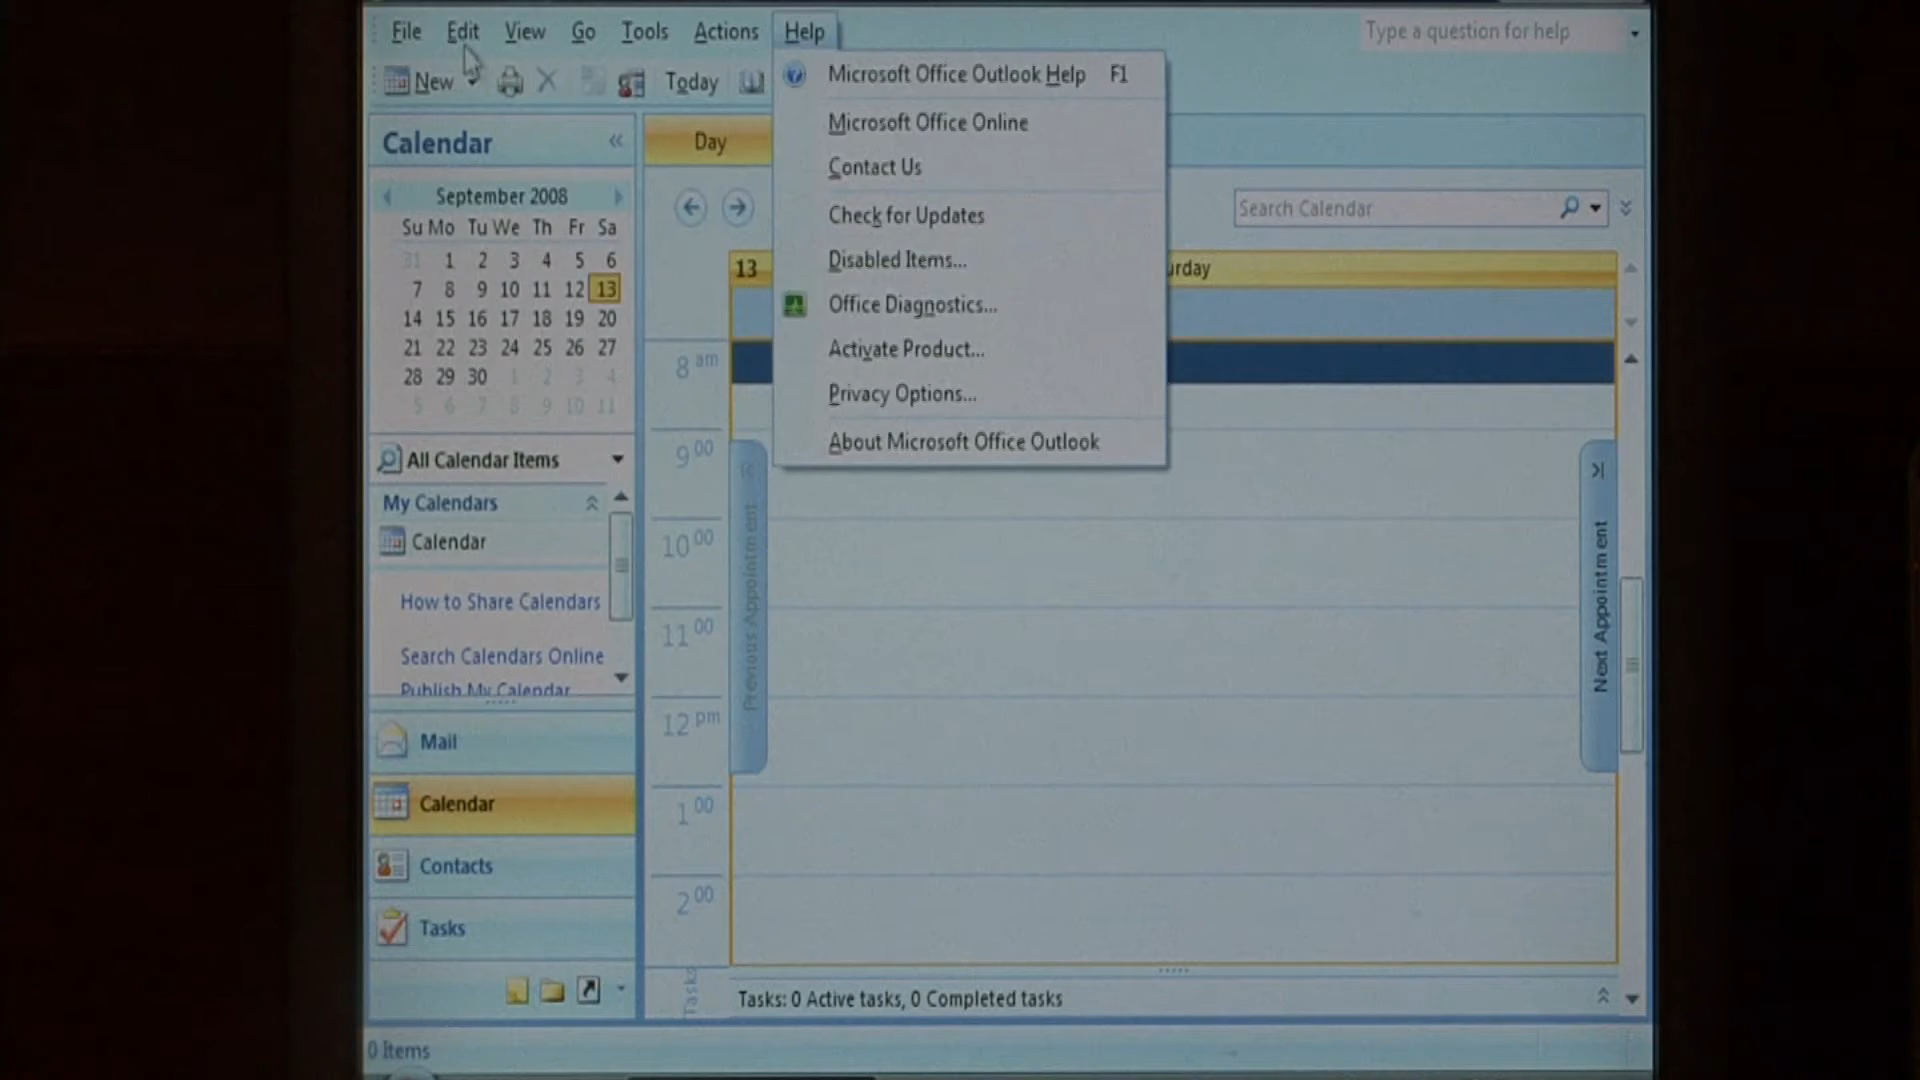 File Edit View Go Tools Actions Help
Type a question for help
New Today
Microsoft Office Outlook Help F1
Microsoft Office Online
Contact Us
Check for Updates
Disabled Items...
Office Diagnostics...
Activate Product...
Privacy Options...
About Microsoft Office Outlook
Calendar
September 2008
Su Mo Tu We Th Fr Sa
31 1 2 3 4 5 6
7 8 9 10 11 12 13
14 15 16 17 18 19 20
21 22 23 24 25 26 27
28 29 30 1 2 3 4
5 6 7 8 9 10 11
All Calendar Items
My Calendars
Calendar
How to Share Calendars
Search Calendars Online
Publish My Calendar
Mail
Calendar
Contacts
Tasks
Day
Search Calendar
13
urday
8 am
9 00
10 00
11 00
12 pm
1 00
2 00
Previous Appointment
Next Appointment
Tasks
Tasks: 0 Active tasks, 0 Completed tasks
0 Items